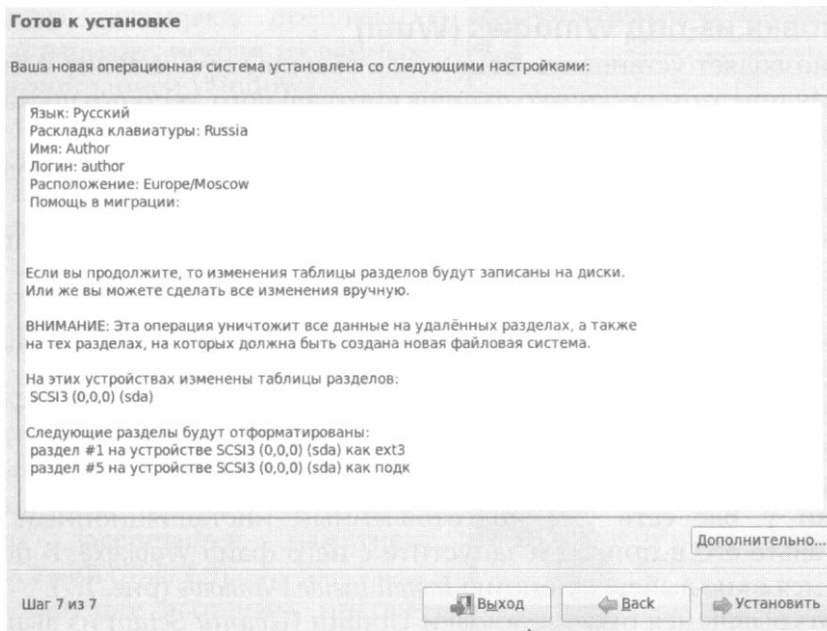 Готов к установке
Ваша новая операционная система установлена со следующими настройками:
Язык: Русский
Раскладка клавиатуры: Russia
Имя: Author
Логин: author
Расположение: Europe/Moscow
Помощь в миграции:
Если вы продолжите, то изменения таблицы разделов будут записаны на диски.
Или же вы можете сделать все изменения вручную.
ВНИМАНИЕ: Эта операция уничтожит все данные на удалённых разделах, а также
на тех разделах, на которых должна быть создана новая файловая система.
На этих устройствах изменены таблицы разделов:
SCSI3 (0,0,0) (sda)
Следующие разделы будут отформатированы:
раздел #1 на устройстве SCSI3 (0,0,0) (sda) как ext3
раздел #5 на устройстве SCSI3 (0,0,0) (sda) как подк
Дополнительно...
Шаг 7 из 7
Выход
Back
Установить